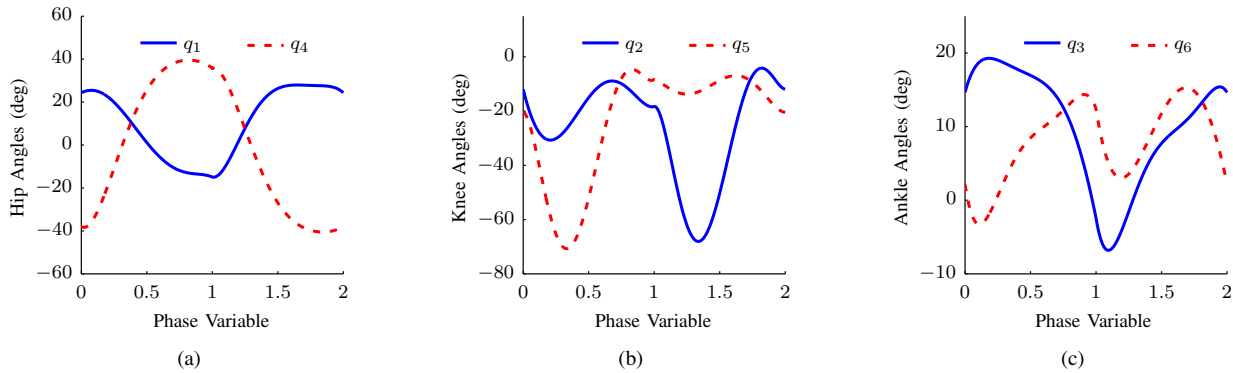 60
40
20
0
−20
−40
−60
Hip Angles (deg)
q1
q4
0
0.5
1
1.5
2
Phase Variable
(a)
0
−20
−40
−60
−80
Knee Angles (deg)
q2
q5
0
0.5
1
1.5
2
Phase Variable
(b)
20
10
0
−10
Ankle Angles (deg)
q3
q6
0
0.5
1
1.5
2
Phase Variable
(c)